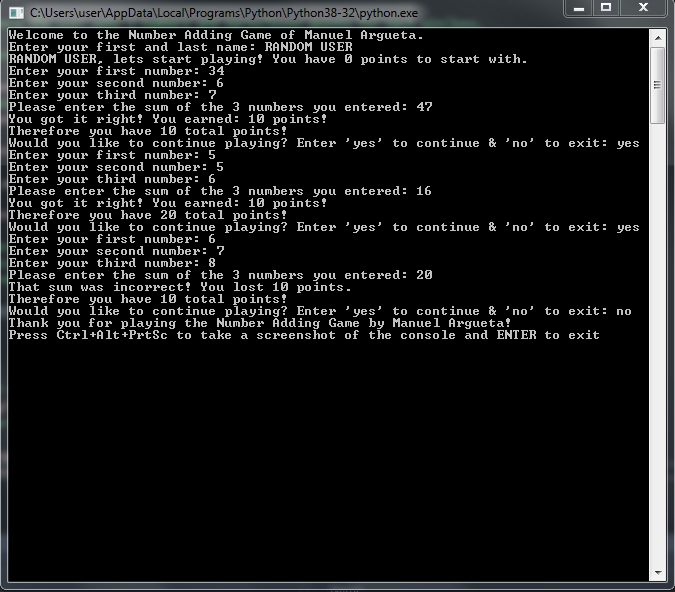 C:\Users\user\AppData\Local\Programs\Python\Python38-32\python.exe
Welcome to the Number Adding Game of Manuel Argueta.
Enter your first and last name: RANDOM USER
RANDOM USER, lets start playing! You have 0 points to start with.
Enter your first number: 34
Enter your second number: 6
Enter your third number: 7
Please enter the sum of the 3 numbers you entered: 47
You got it right! You earned: 10 points!
Therefore you have 10 total points!
Would you like to continue playing? Enter 'yes' to continue & 'no' to exit: yes
Enter your first number: 5
Enter your second number: 5
Enter your third number: 6
Please enter the sum of the 3 numbers you entered: 16
You got it right! You earned: 10 points!
Therefore you have 20 total points!
Would you like to continue playing? Enter 'yes' to continue & 'no' to exit: yes
Enter your first number: 6
Enter your second number: 7
Enter your third number: 8
Please enter the sum of the 3 numbers you entered: 20
That sum was incorrect! You lost 10 points.
Therefore you have 10 total points!
Would you like to continue playing? Enter 'yes' to continue & 'no' to exit: no
Thank you for playing the Number Adding Game by Manuel Argueta!
Press Ctrl+Alt+PrtSc to take a screenshot of the console and ENTER to exit